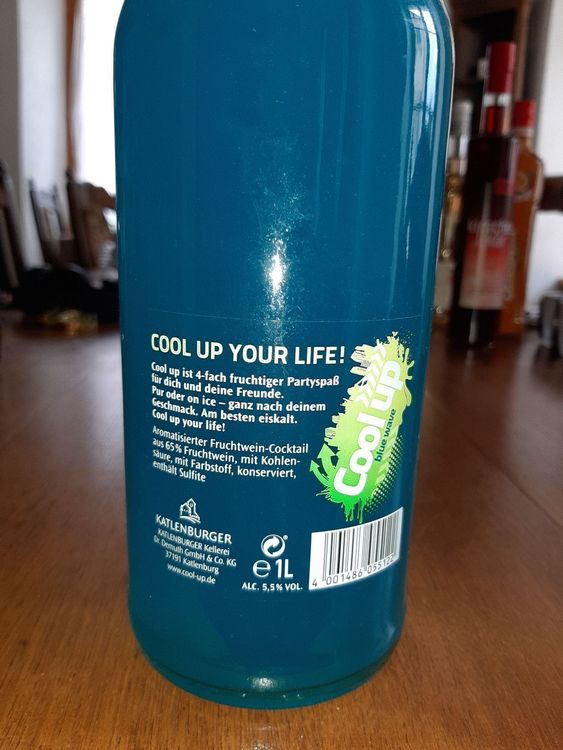 COOL UP YOUR LIFE!
Cool up ist 4-fach fruchtiger Partyspaß
für dich und deine Freunde.
Pur oder on ice – ganz nach deinem
Geschmack. Am besten eiskalt.
Cool up your life!
Aromatisierter Fruchtwein-Cocktail
aus 65% Fruchtwein, mit Kohlen-
säure, mit Farbstoff, konserviert,
enthält Sulfite
Cool up
blue wave
KATLENBURGER
KATLENBURGER Kellerei
Dr. Demuth GmbH & Co. KG
37191 Katlenburg
www.cool-up.de
e 1L
ALC. 5,5% VOL.
4 001486 055122